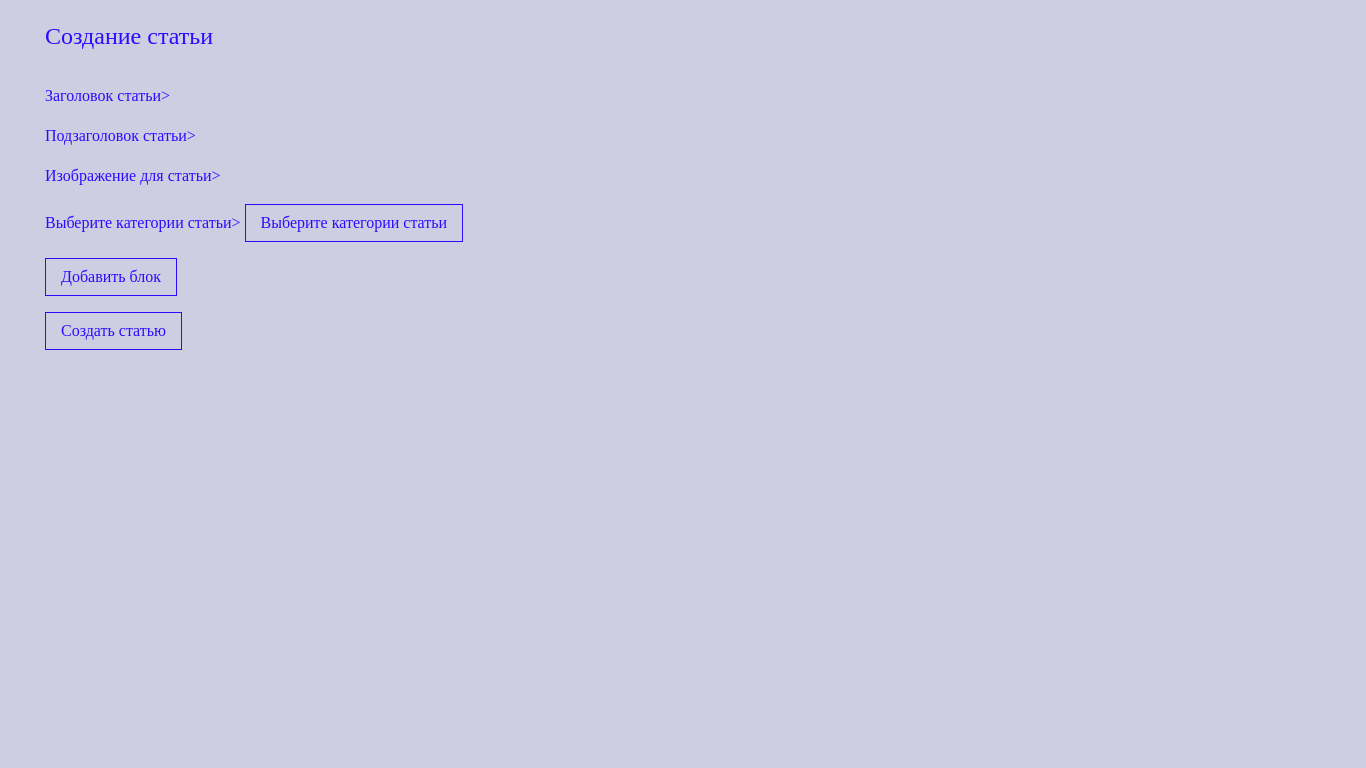 Создание статьи
Заголовок статьи>
Подзаголовок статьи>
Изображение для статьи>
Выберите категории статьи> Выберите категории статьи
Добавить блок
Создать статью